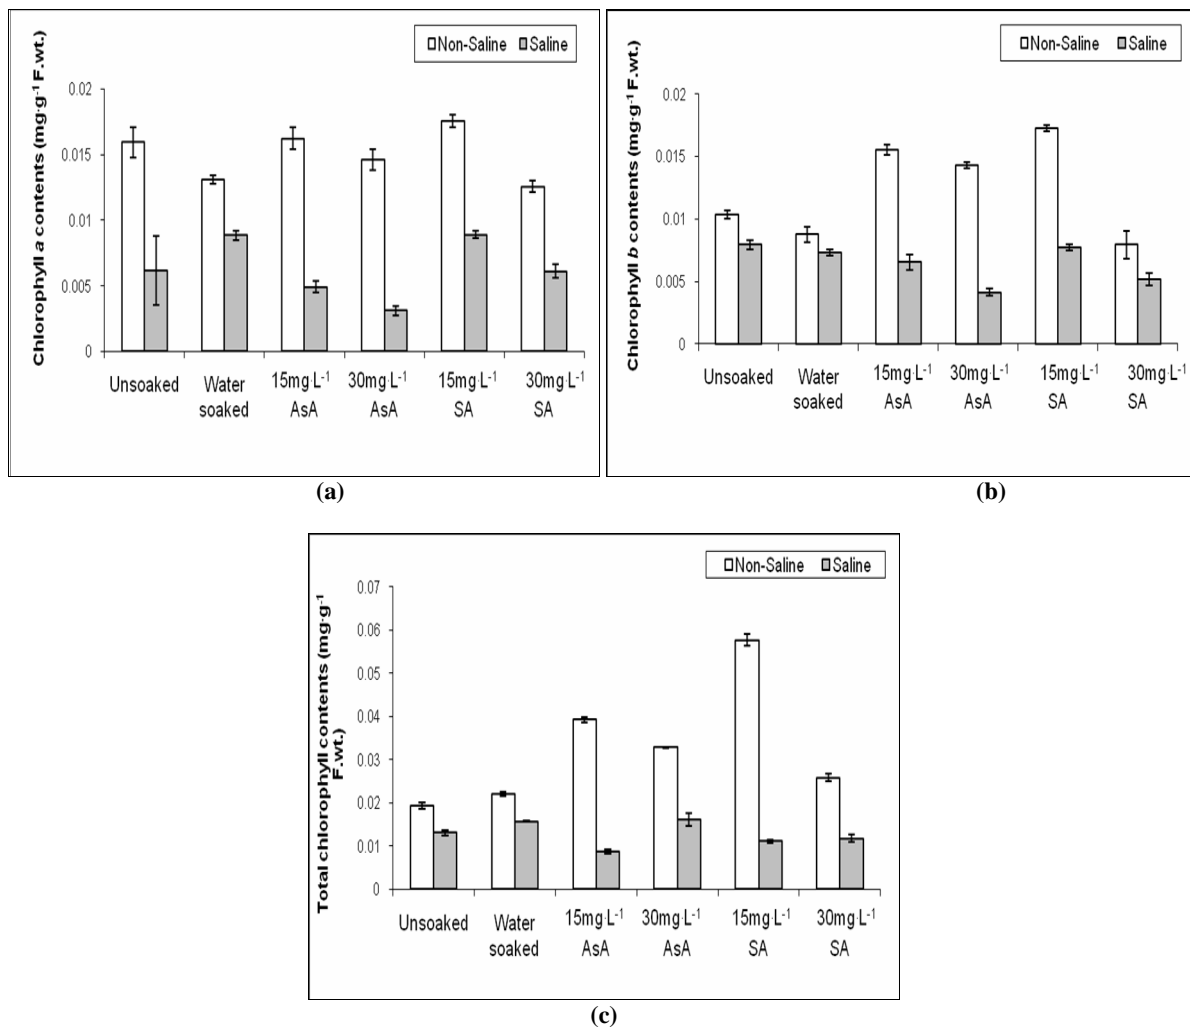 Non-Saline Saline
Chlorophyll a contents (mg·g⁻¹ F.wt.)
0.02
0.015
0.01
0.005
0
Unsoaked Water 15mg·L⁻¹ 30mg·L⁻¹ 15mg·L⁻¹ 30mg·L⁻¹
soaked AsA AsA SA SA
(a)
Non-Saline Saline
Chlorophyll b contents (mg·g⁻¹ F.wt.)
0.02
0.015
0.01
0.005
0
Unsoaked Water 15mg·L⁻¹ 30mg·L⁻¹ 15mg·L⁻¹ 30mg·L⁻¹
soaked AsA AsA SA SA
(b)
Non-Saline Saline
Total chlorophyll contents (mg·g⁻¹
F.wt.)
0.07
0.06
0.05
0.04
0.03
0.02
0.01
0
Unsoaked Water 15mg·L⁻¹ 30mg·L⁻¹ 15mg·L⁻¹ 30mg·L⁻¹
soaked AsA AsA SA SA
(c)